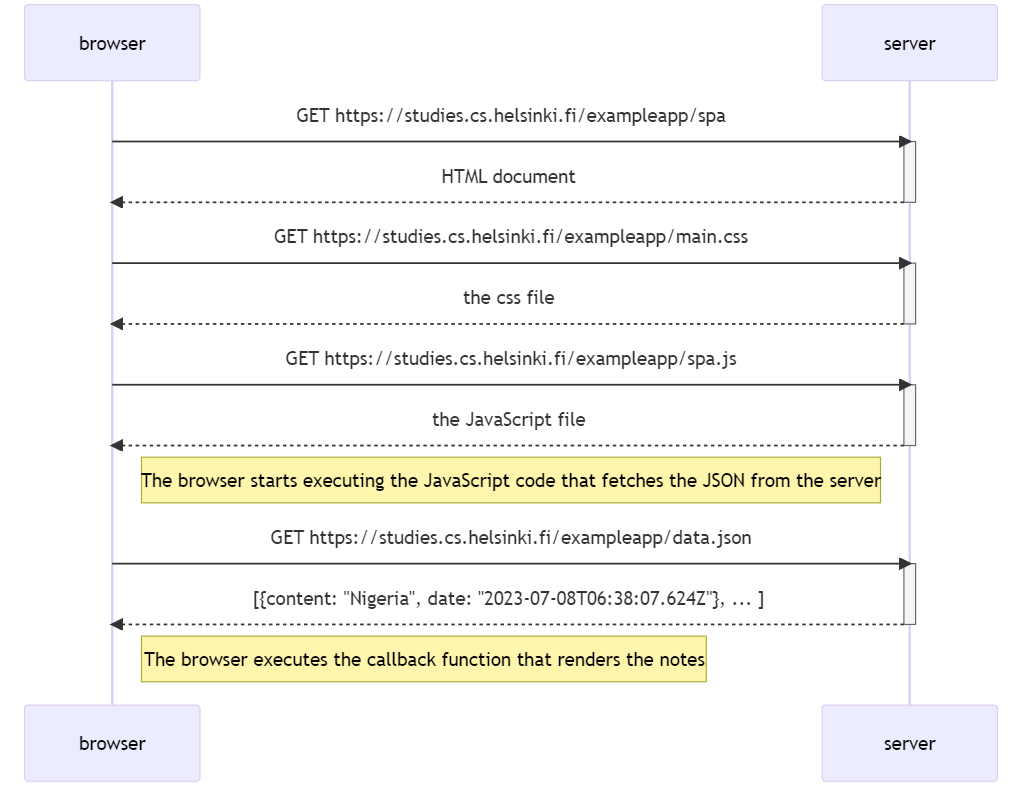 browser
server
GET https://studies.cs.helsinki.fi/exampleapp/spa
HTML document
GET https://studies.cs.helsinki.fi/exampleapp/main.css
the css file
GET https://studies.cs.helsinki.fi/exampleapp/spa.js
the JavaScript file
The browser starts executing the JavaScript code that fetches the JSON from the server
GET https://studies.cs.helsinki.fi/exampleapp/data.json
[{content: "Nigeria", date: "2023-07-08T06:38:07.624Z"}, ... ]
The browser executes the callback function that renders the notes
browser
server